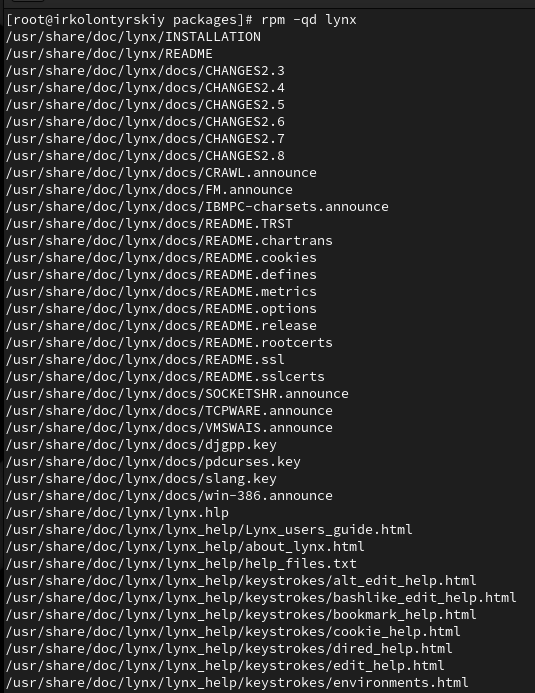 [root@irkolontyrskiy packages]# rpm -qd lynx
/usr/share/doc/lynx/INSTALLATION
/usr/share/doc/lynx/README
/usr/share/doc/lynx/docs/CHANGES2.3
/usr/share/doc/lynx/docs/CHANGES2.4
/usr/share/doc/lynx/docs/CHANGES2.5
/usr/share/doc/lynx/docs/CHANGES2.6
/usr/share/doc/lynx/docs/CHANGES2.7
/usr/share/doc/lynx/docs/CHANGES2.8
/usr/share/doc/lynx/docs/CRAWL.announce
/usr/share/doc/lynx/docs/FM.announce
/usr/share/doc/lynx/docs/IBMPC-charsets.announce
/usr/share/doc/lynx/docs/README.TRST
/usr/share/doc/lynx/docs/README.chartrans
/usr/share/doc/lynx/docs/README.cookies
/usr/share/doc/lynx/docs/README.defines
/usr/share/doc/lynx/docs/README.metrics
/usr/share/doc/lynx/docs/README.options
/usr/share/doc/lynx/docs/README.release
/usr/share/doc/lynx/docs/README.rootcerts
/usr/share/doc/lynx/docs/README.ssl
/usr/share/doc/lynx/docs/README.sslcerts
/usr/share/doc/lynx/docs/SOCKETSHR.announce
/usr/share/doc/lynx/docs/TCPWARE.announce
/usr/share/doc/lynx/docs/VMSWAIS.announce
/usr/share/doc/lynx/docs/djgpp.key
/usr/share/doc/lynx/docs/pdcurses.key
/usr/share/doc/lynx/docs/slang.key
/usr/share/doc/lynx/docs/win-386.announce
/usr/share/doc/lynx/lynx.hlp
/usr/share/doc/lynx/lynx_help/Lynx_users_guide.html
/usr/share/doc/lynx/lynx_help/about_lynx.html
/usr/share/doc/lynx/lynx_help/help_files.txt
/usr/share/doc/lynx/lynx_help/keystrokes/alt_edit_help.html
/usr/share/doc/lynx/lynx_help/keystrokes/bashlike_edit_help.html
/usr/share/doc/lynx/lynx_help/keystrokes/bookmark_help.html
/usr/share/doc/lynx/lynx_help/keystrokes/cookie_help.html
/usr/share/doc/lynx/lynx_help/keystrokes/dired_help.html
/usr/share/doc/lynx/lynx_help/keystrokes/edit_help.html
/usr/share/doc/lynx/lynx_help/keystrokes/environments.html